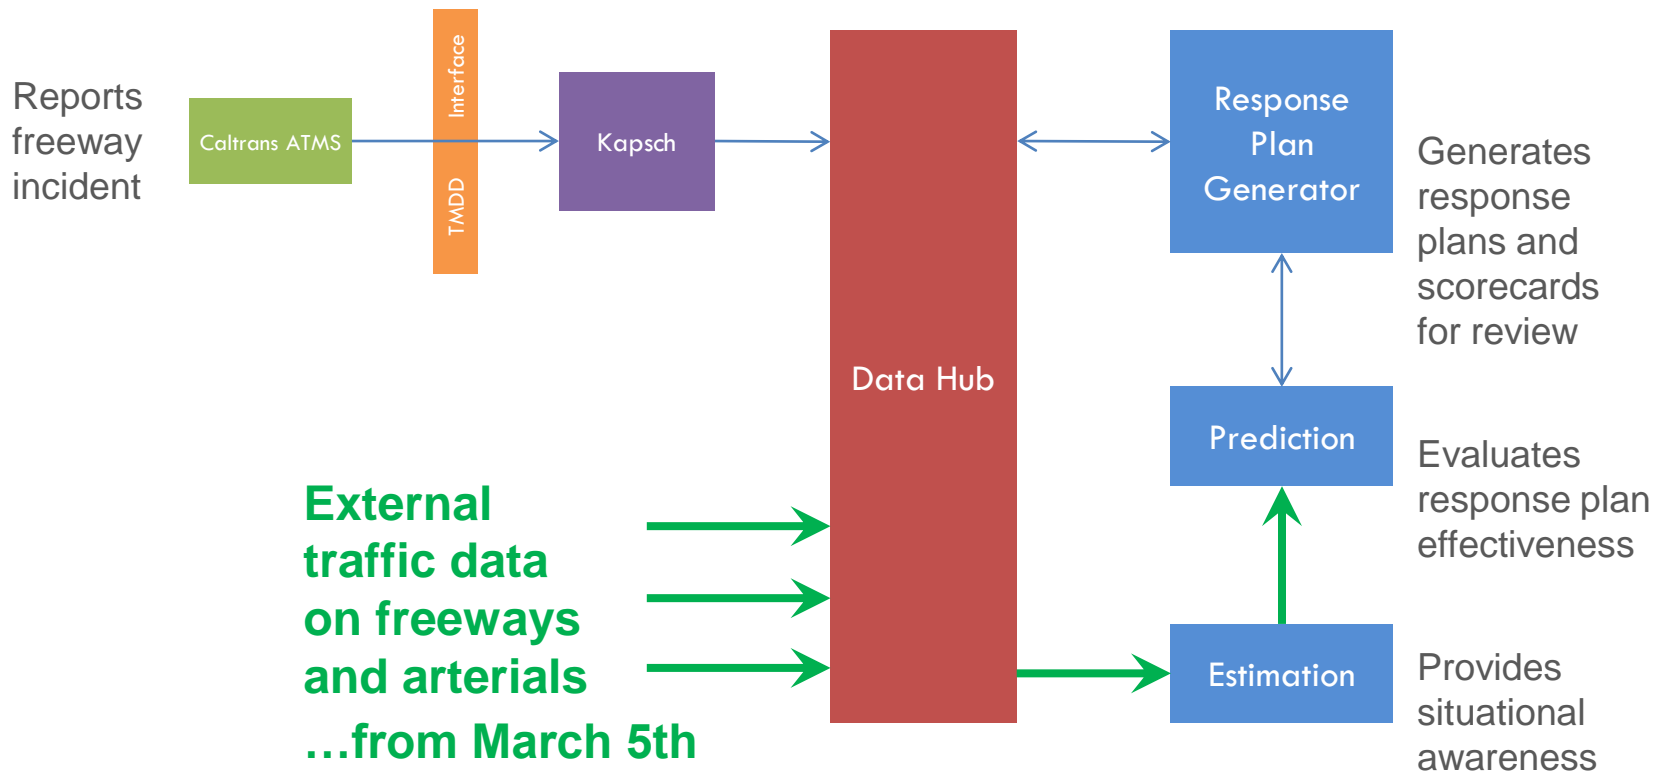 Reports
freeway
incident
Caltrans ATMS
TMDD Interface
Kapsch
Data Hub
Response
Plan
Generator
Generates
response
plans and
scorecards
for review
Prediction
Evaluates
response plan
effectiveness
External
traffic data
on freeways
and arterials
...from March 5th
Estimation
Provides
situational
awareness